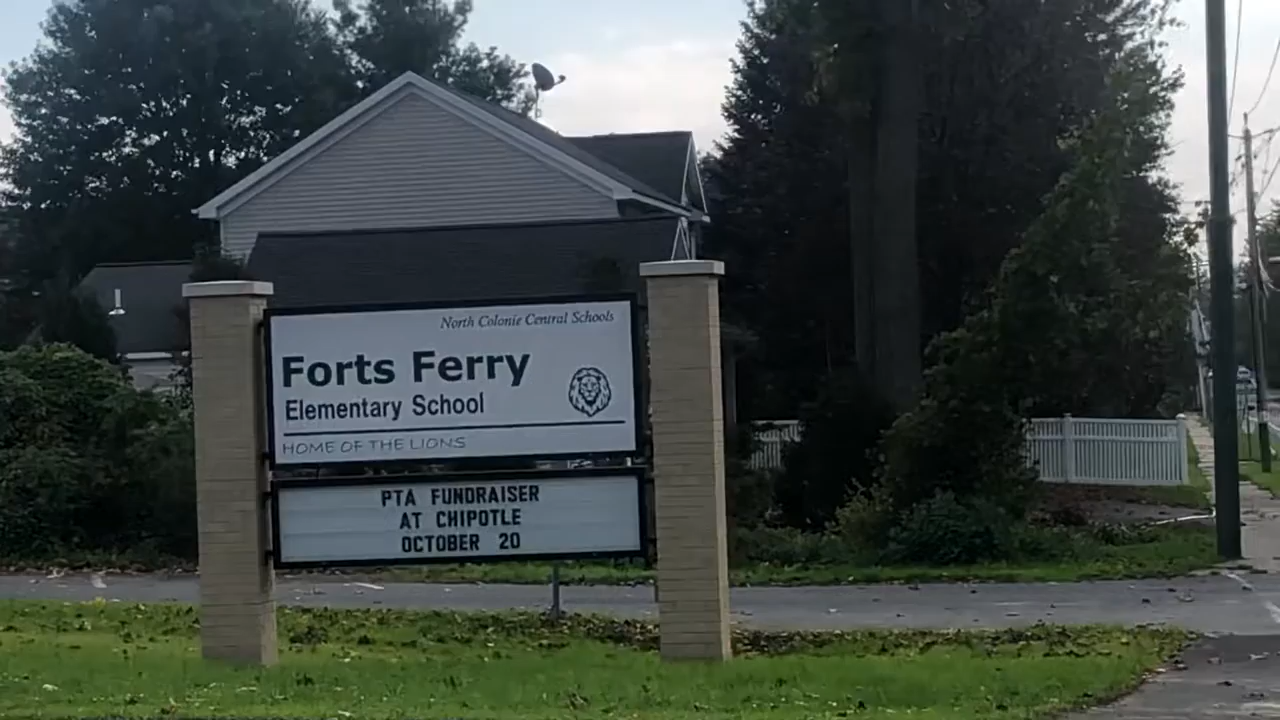 North Colonie Central Schools
Forts Ferry
Elementary School
HOME OF THE LIONS
PTA FUNDRAISER
AT CHIPOTLE
OCTOBER 20